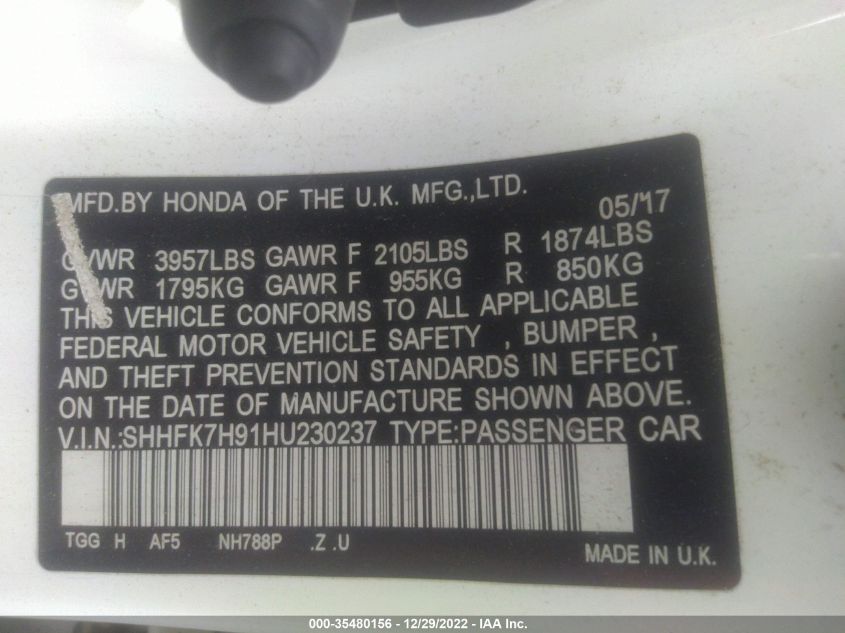 MFD.BY HONDA OF THE U.K. MFG.,LTD.
05/17
GVWR 3957LBS GAWR F 2105LBS R 1874LBS
GVWR 1795KG GAWR F 955KG R 850KG
THIS VEHICLE CONFORMS TO ALL APPLICABLE
FEDERAL MOTOR VEHICLE SAFETY , BUMPER ,
AND THEFT PREVENTION STANDARDS IN EFFECT
ON THE DATE OF MANUFACTURE SHOWN ABOVE.
V.I.N.:SHHFK7H91HU230237 TYPE:PASSENGER CAR
TGG H AF5 NH788P .Z .U
MADE IN U.K.
000-35480156 - 12/29/2022 - IAA Inc.